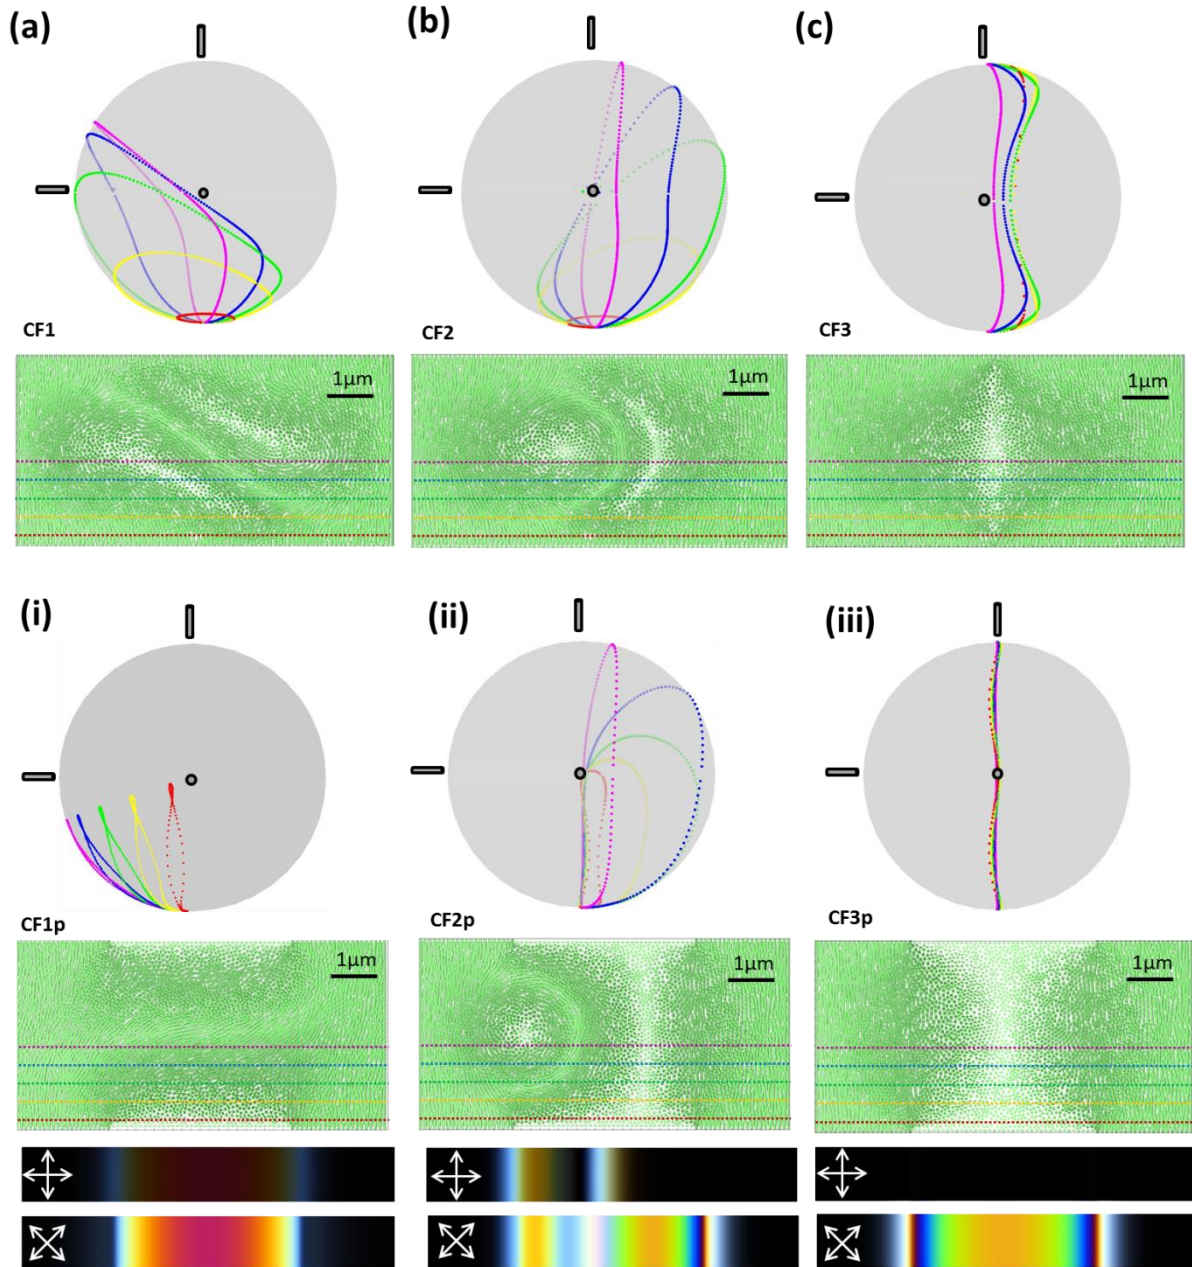 (a)
(b)
(c)
CF1
CF2
CF3
1μm
1μm
1μm
(i)
(ii)
(iii)
CF1p
CF2p
CF3p
1μm
1μm
1μm